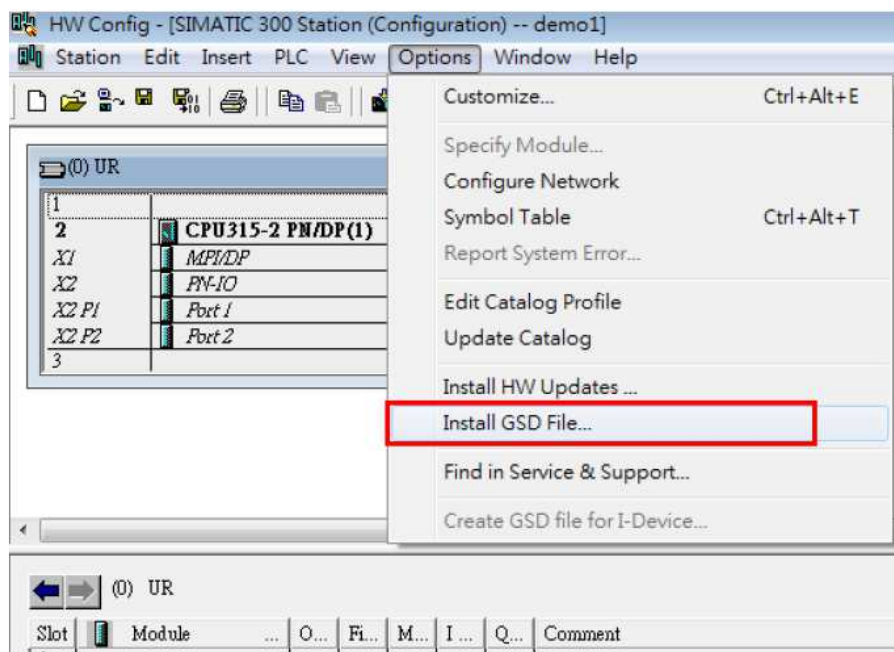 HW Config - [SIMATIC 300 Station (Configuration) -- demo1]
Station Edit Insert PLC View Options Window Help
Customize... Ctrl+Alt+E
Specify Module...
Configure Network
Symbol Table Ctrl+Alt+T
Report System Error...
Edit Catalog Profile
Update Catalog
Install HW Updates ...
Install GSD File...
Find in Service & Support...
Create GSD file for I-Device...
(0) UR
1
2 CPU315-2 PN/DP(1)
X1 MPI/DP
X2 PN-IO
X2 P1 Port 1
X2 P2 Port 2
3
(0) UR
Slot Module ... O... Fi... M... I ... Q... Comment